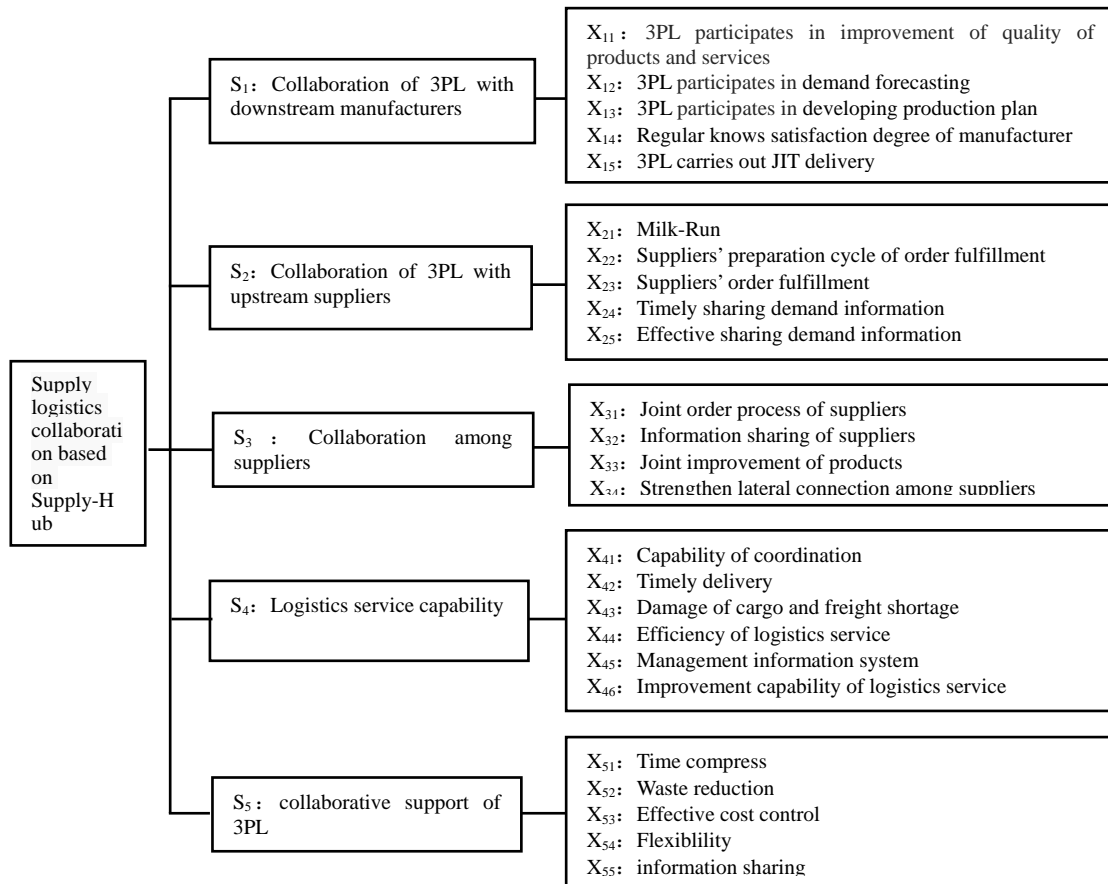 Supply
logistics
collaborati
on based
on
Supply-H
ub
S₁：Collaboration of 3PL with
downstream manufacturers
X₁₁：3PL participates in improvement of quality of
products and services
X₁₂：3PL participates in demand forecasting
X₁₃：3PL participates in developing production plan
X₁₄：Regular knows satisfaction degree of manufacturer
X₁₅：3PL carries out JIT delivery
S₂：Collaboration of 3PL with
upstream suppliers
X₂₁：Milk-Run
X₂₂：Suppliers’ preparation cycle of order fulfillment
X₂₃：Suppliers’ order fulfillment
X₂₄：Timely sharing demand information
X₂₅：Effective sharing demand information
S₃：Collaboration among
suppliers
X₃₁：Joint order process of suppliers
X₃₂：Information sharing of suppliers
X₃₃：Joint improvement of products
X₃₄：Strengthen lateral connection among suppliers
S₄：Logistics service capability
X₄₁：Capability of coordination
X₄₂：Timely delivery
X₄₃：Damage of cargo and freight shortage
X₄₄：Efficiency of logistics service
X₄₅：Management information system
X₄₆：Improvement capability of logistics service
S₅：collaborative support of
3PL
X₅₁：Time compress
X₅₂：Waste reduction
X₅₃：Effective cost control
X₅₄：Flexiblility
X₅₅：information sharing